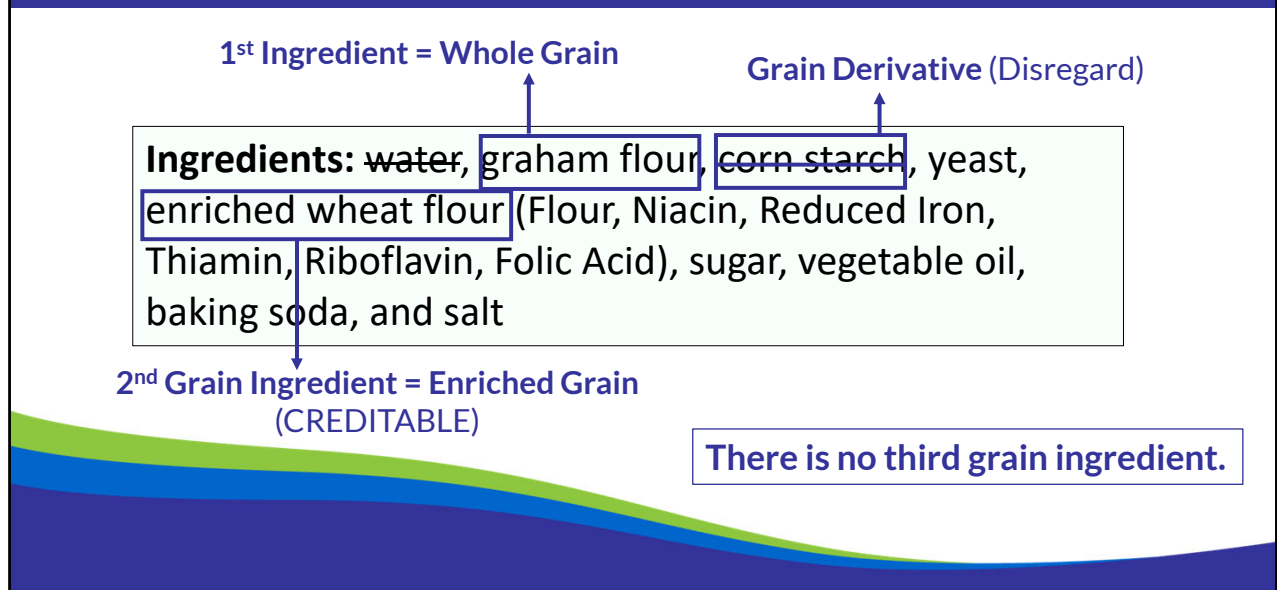 1st Ingredient = Whole Grain
Grain Derivative (Disregard)
Ingredients: water, graham flour, corn starch, yeast,
enriched wheat flour (Flour, Niacin, Reduced Iron,
Thiamin, Riboflavin, Folic Acid), sugar, vegetable oil,
baking soda, and salt
2nd Grain Ingredient = Enriched Grain
(CREDITABLE)
There is no third grain ingredient.